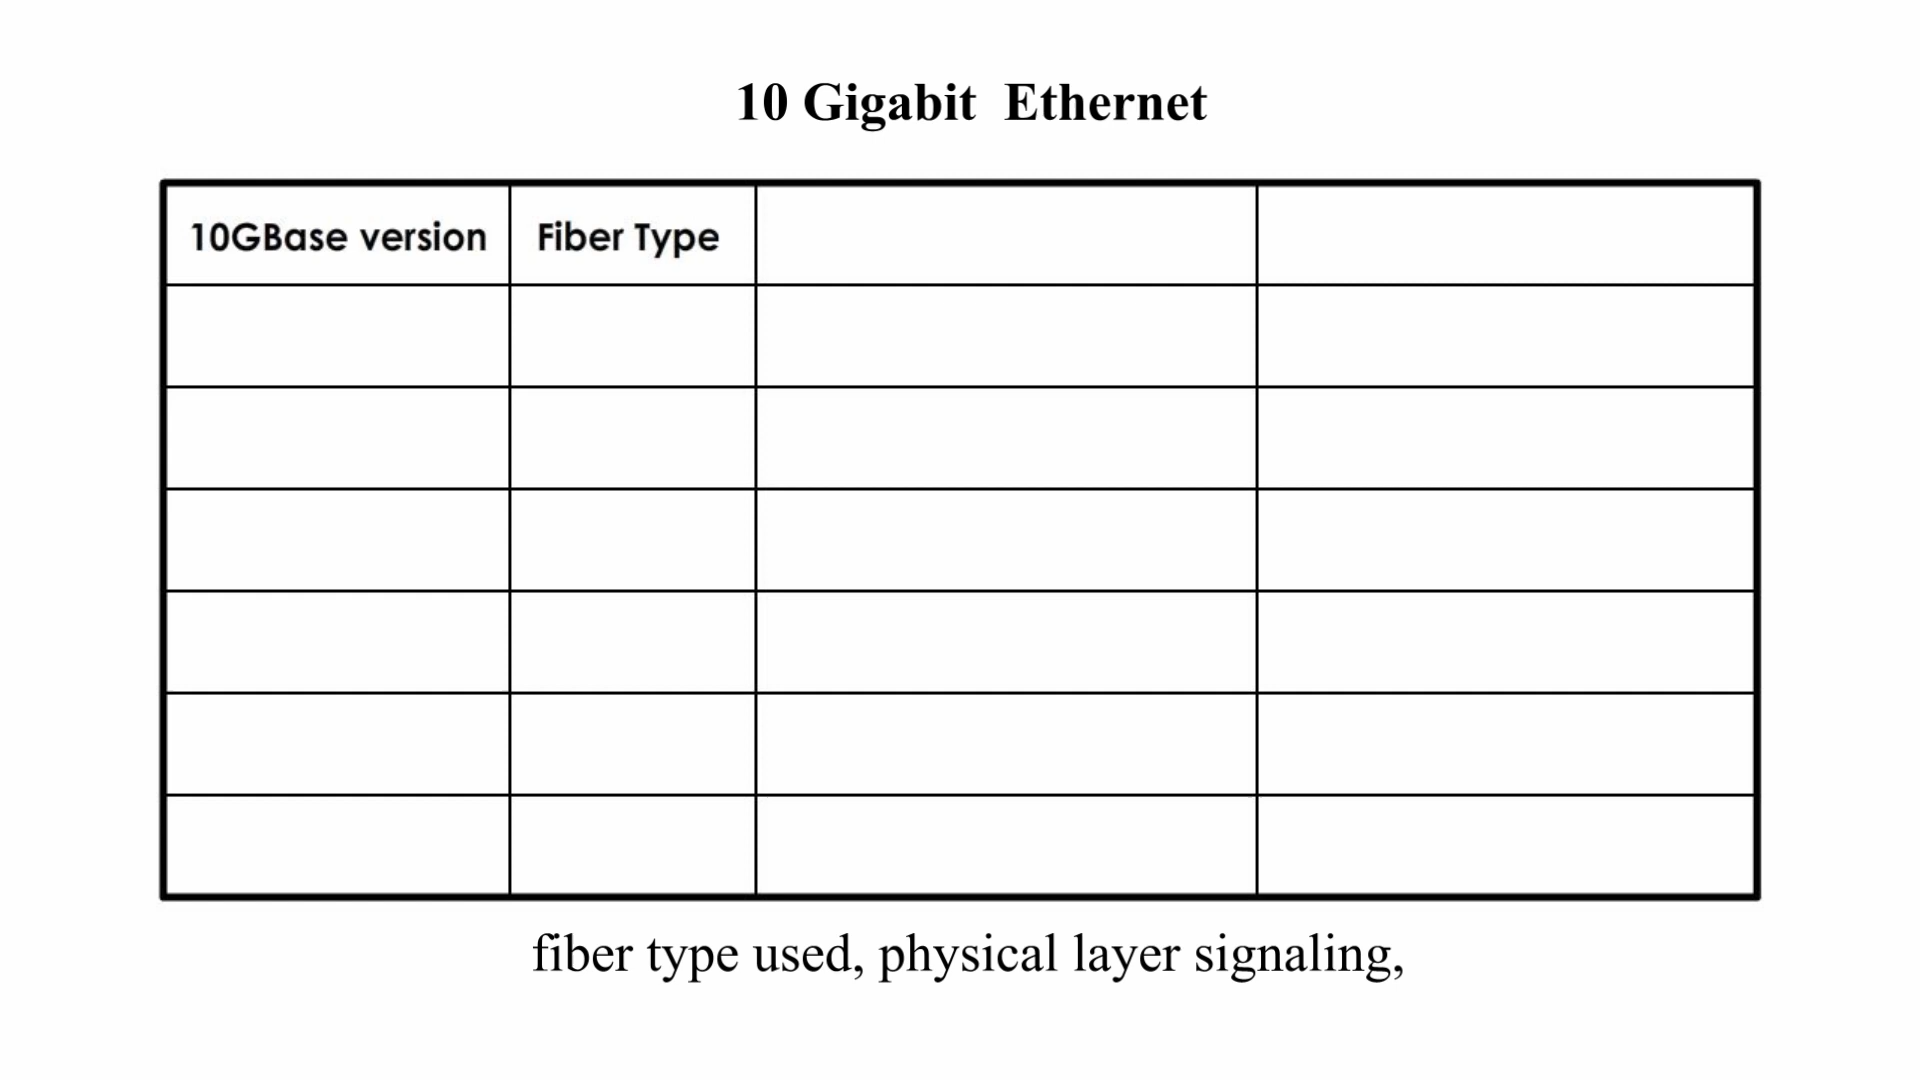 10 Gigabit Ethernet
10GBase version Fiber Type
fiber type used, physical layer signaling,